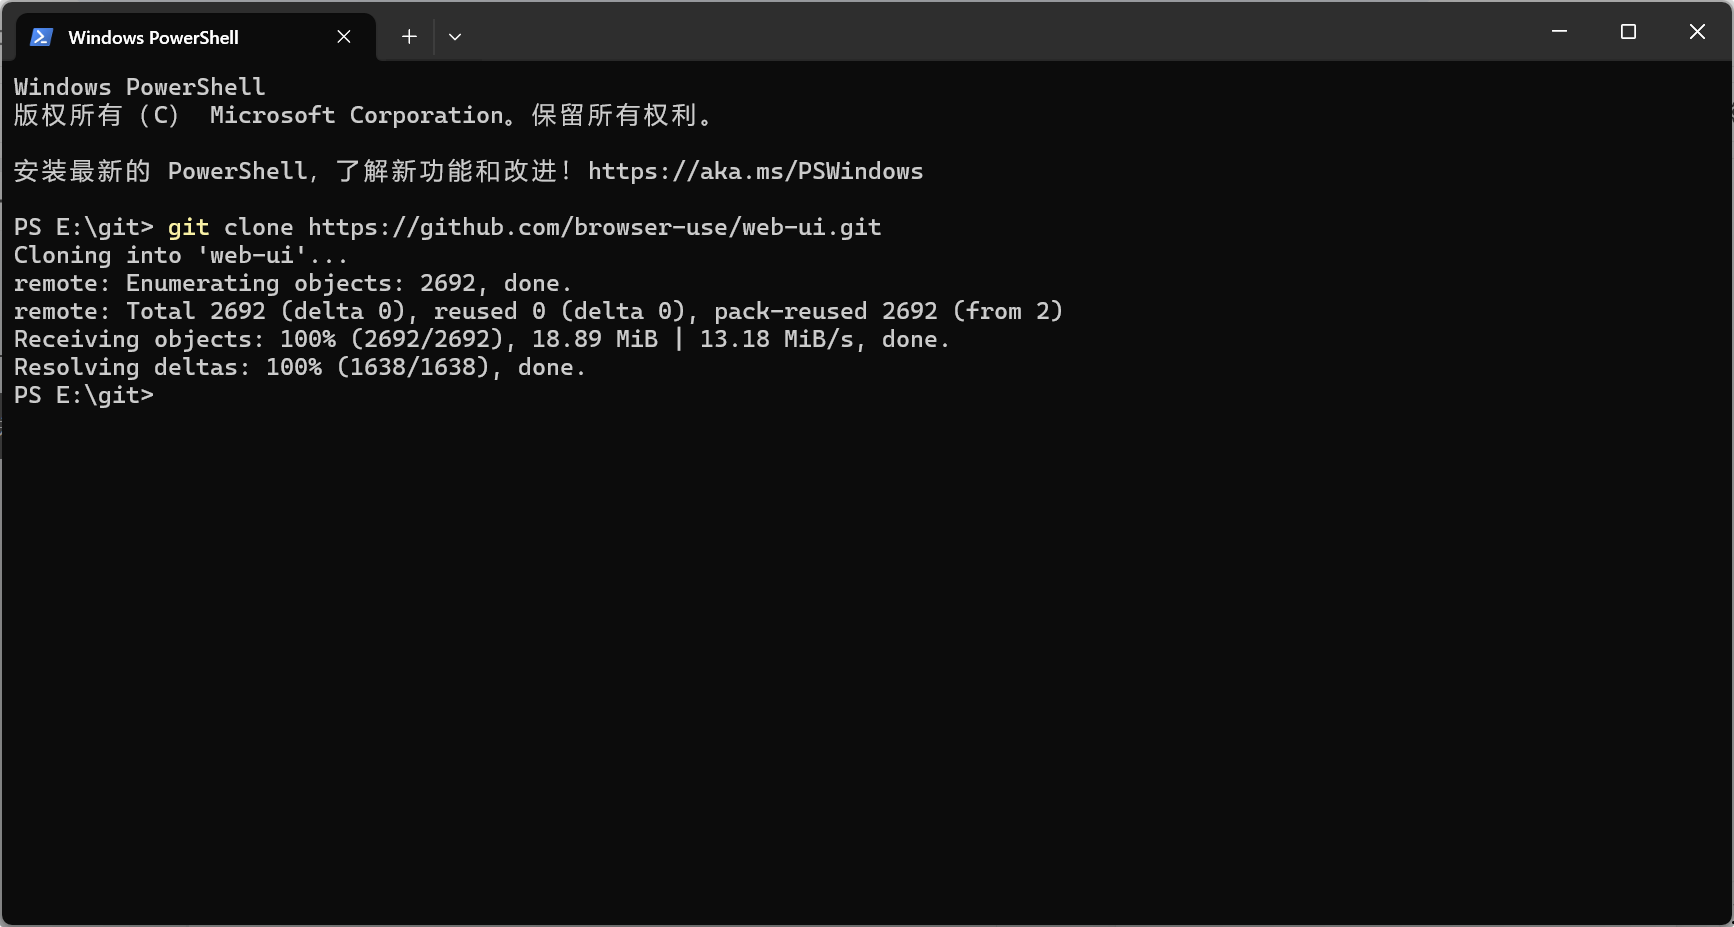 Windows PowerShell
Windows PowerShell
版权所有（C） Microsoft Corporation。保留所有权利。
安装最新的 PowerShell，了解新功能和改进！https://aka.ms/PSWindows
PS E:\git> git clone https://github.com/browser-use/web-ui.git
Cloning into 'web-ui'...
remote: Enumerating objects: 2692, done.
remote: Total 2692 (delta 0), reused 0 (delta 0), pack-reused 2692 (from 2)
Receiving objects: 100% (2692/2692), 18.89 MiB | 13.18 MiB/s, done.
Resolving deltas: 100% (1638/1638), done.
PS E:\git>